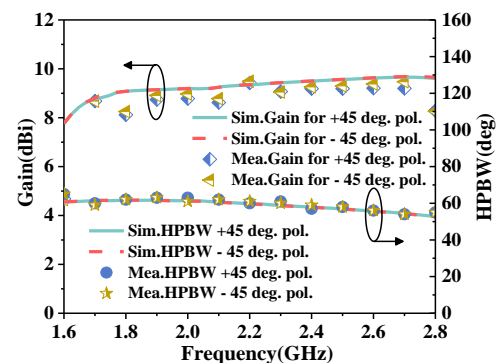 12
10
8
6
4
2
0
Gain(dBi)
160
140
120
100
80
60
40
20
0
HPBW(deg)
Sim.Gain for +45 deg. pol.
Sim.Gain for - 45 deg. pol.
Mea.Gain for +45 deg. pol.
Mea.Gain for - 45 deg. pol.
Sim.HPBW +45 deg. pol.
Sim.HPBW - 45 deg. pol.
Mea.HPBW +45 deg. pol.
Mea.HPBW - 45 deg. pol.
1.6 1.8 2.0 2.2 2.4 2.6 2.8
Frequency(GHz)